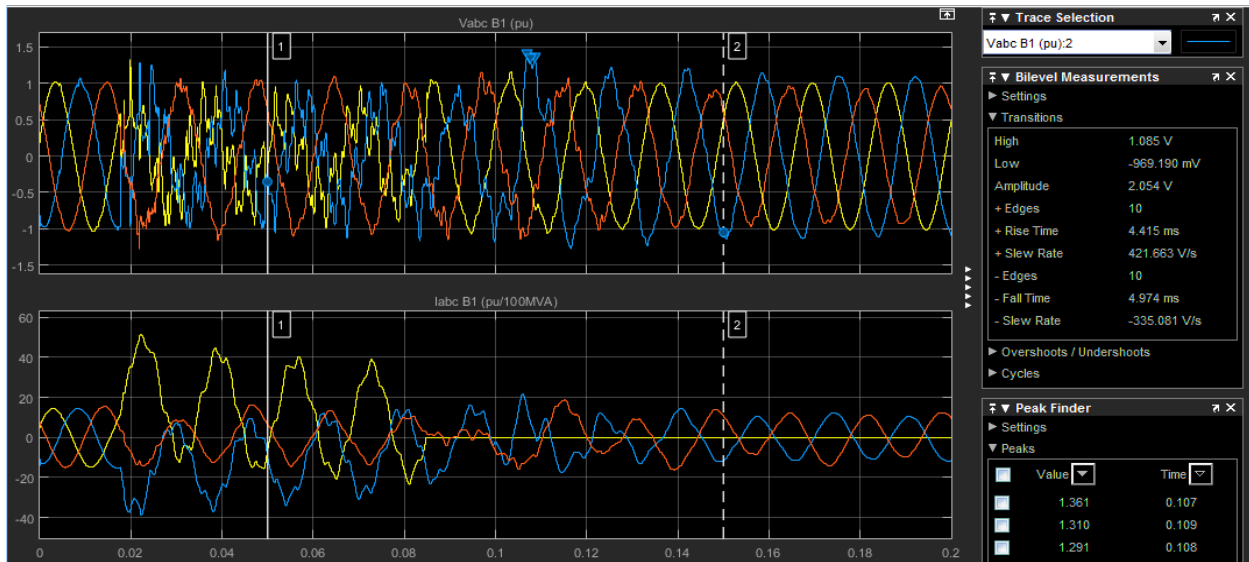 Vabc B1 (pu)
1.5
1
0.5
0
-0.5
-1
-1.5
1
2
Iabc B1 (pu/100MVA)
60
40
20
0
-20
-40
1
2
0
0.02
0.04
0.06
0.08
0.1
0.12
0.14
0.16
0.18
0.2
Trace Selection
Vabc B1 (pu):2
Bilevel Measurements
Settings
Transitions
High 1.085 V
Low -969.190 mV
Amplitude 2.054 V
+ Edges 10
+ Rise Time 4.415 ms
+ Slew Rate 421.663 V/s
- Edges 10
- Fall Time 4.974 ms
- Slew Rate -335.081 V/s
Overshoots / Undershoots
Cycles
Peak Finder
Settings
Peaks
Value Time
1.361 0.107
1.310 0.109
1.291 0.108